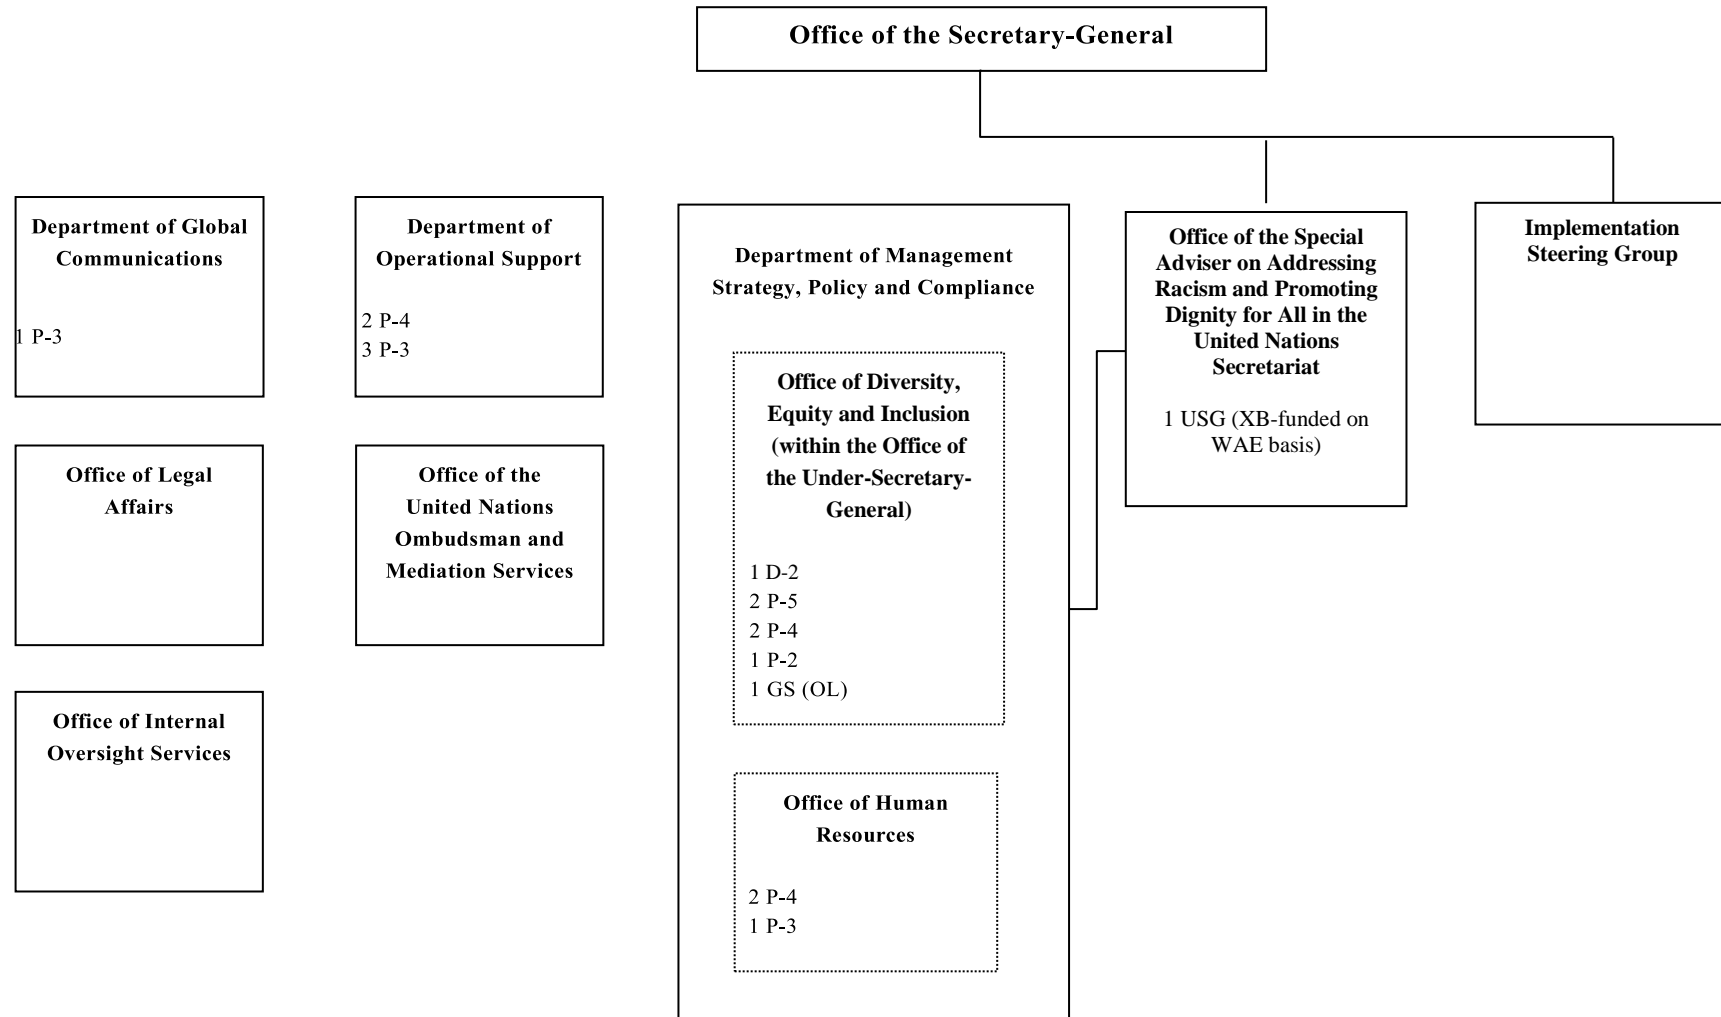 Office of the Secretary-General
Department of Global
Communications
1 P-3
Department of
Operational Support
2 P-4
3 P-3
Department of Management
Strategy, Policy and Compliance
Office of Diversity,
Equity and Inclusion
(within the Office of
the Under-Secretary-
General)
1 D-2
2 P-5
2 P-4
1 P-2
1 GS (OL)
Office of Human
Resources
2 P-4
1 P-3
Office of the Special
Adviser on Addressing
Racism and Promoting
Dignity for All in the
United Nations
Secretariat
1 USG (XB-funded on
WAE basis)
Implementation
Steering Group
Office of Legal
Affairs
Office of the
United Nations
Ombudsman and
Mediation Services
Office of Internal
Oversight Services